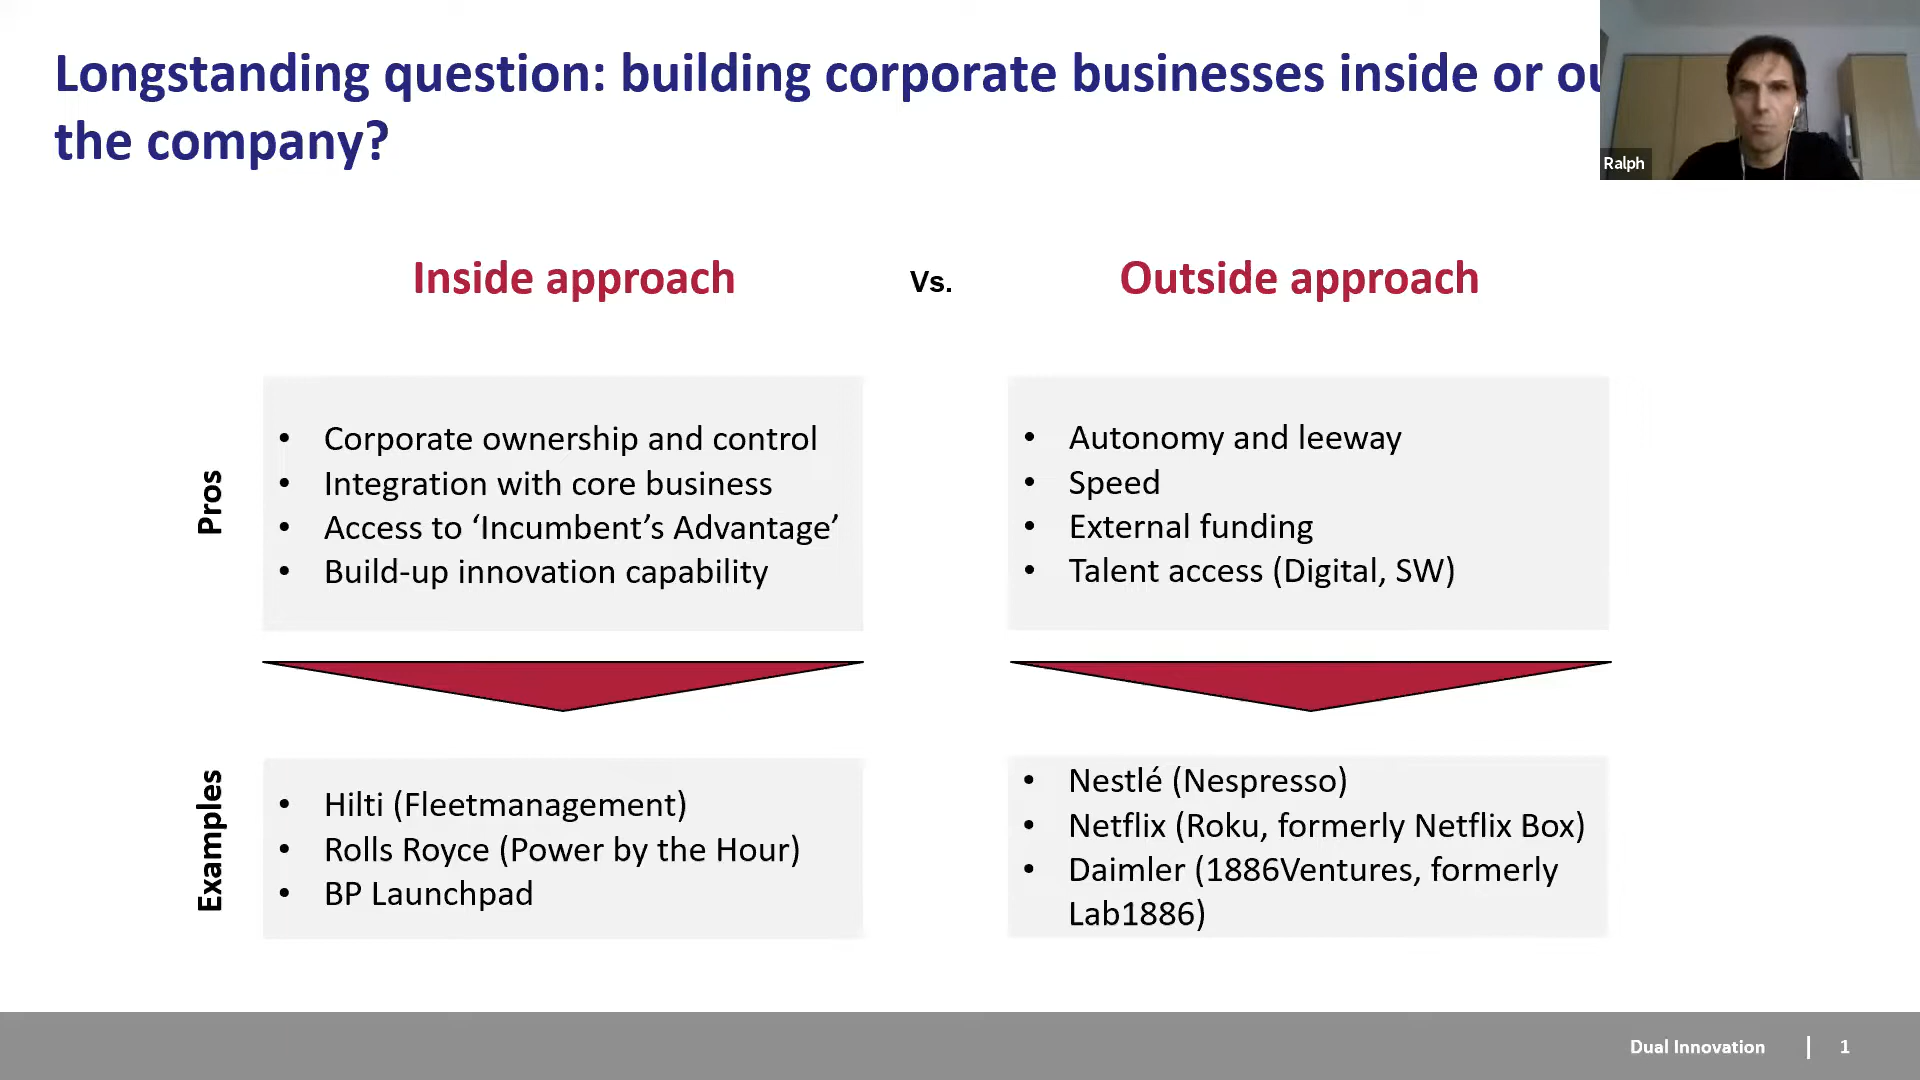 Longstanding question: building corporate businesses inside or
the company?
Ralph
Inside approach
Vs.
Outside approach
Pros
• Corporate ownership and control
• Integration with core business
• Access to ‘Incumbent’s Advantage’
• Build-up innovation capability
• Autonomy and leeway
• Speed
• External funding
• Talent access (Digital, SW)
Examples
• Hilti (Fleetmanagement)
• Rolls Royce (Power by the Hour)
• BP Launchpad
• Nestlé (Nespresso)
• Netflix (Roku, formerly Netflix Box)
• Daimler (1886Ventures, formerly
Lab1886)
Dual Innovation | 1